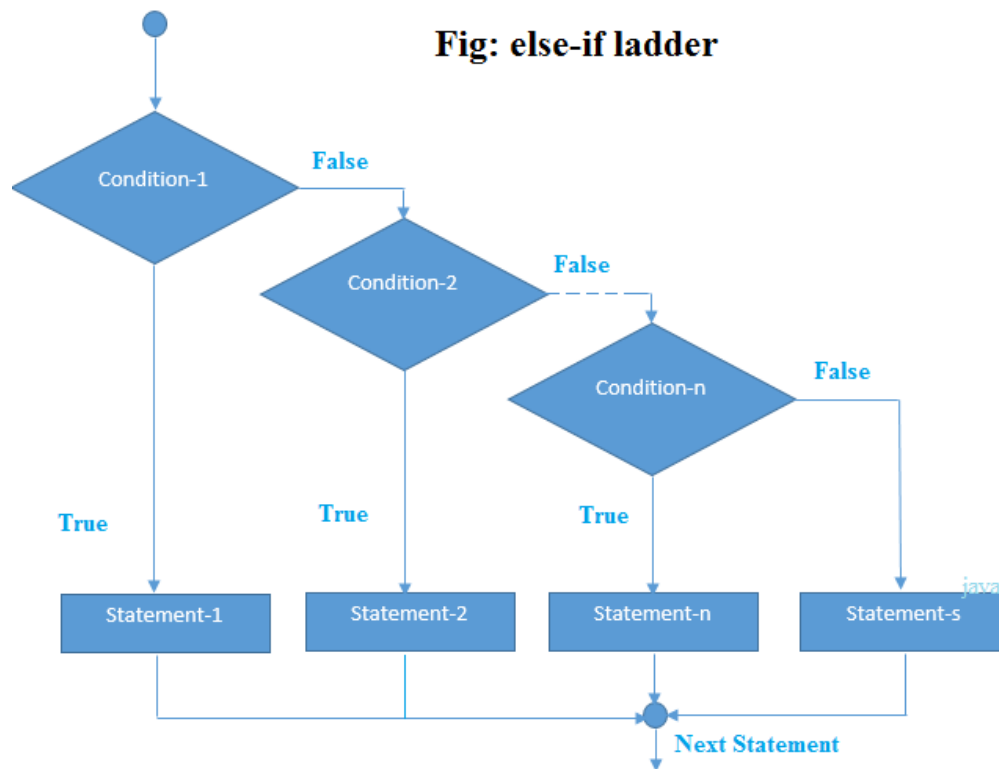 Fig: else-if ladder
Condition-1
False
Condition-2
False
Condition-n
False
True
True
True
Statement-1
Statement-2
Statement-n
Statement-s
java
Next Statement